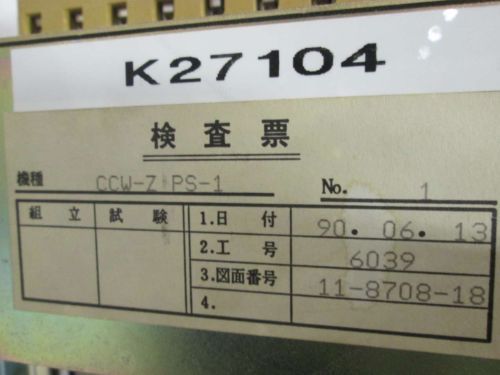 K27104
検査票
機種 CCW-Z PS-1 No. 1
組立 試験 1.日付 90.06.13
2.工号 6039
3.図面番号 11-8708-18
4.